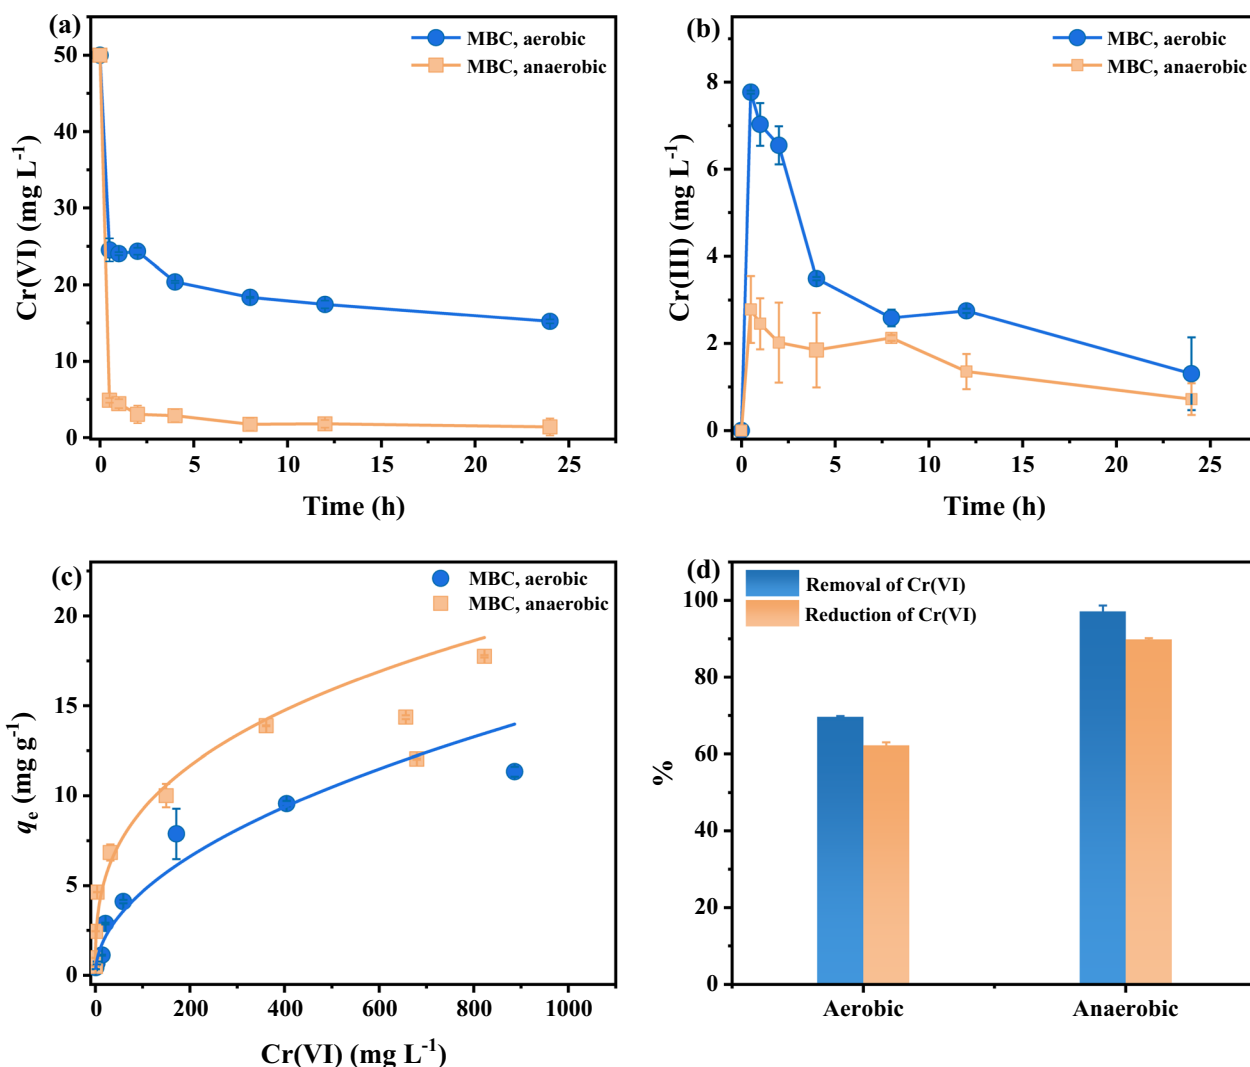 (a)
MBC, aerobic
MBC, anaerobic
Cr(VI) (mg L⁻¹)
50
40
30
20
10
0
0 5 10 15 20 25
Time (h)
(b)
MBC, aerobic
MBC, anaerobic
Cr(III) (mg L⁻¹)
8
6
4
2
0
0 5 10 15 20 25
Time (h)
(c)
MBC, aerobic
MBC, anaerobic
qₑ (mg g⁻¹)
20
15
10
5
0
0 200 400 600 800 1000
Cr(VI) (mg L⁻¹)
(d)
Removal of Cr(VI)
Reduction of Cr(VI)
%
100
80
60
40
20
0
Aerobic Anaerobic